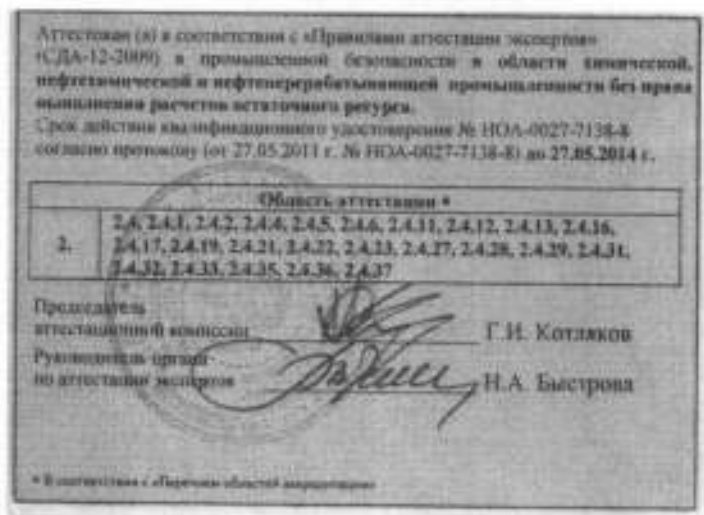 Аттестован (а) в соответствии с «Правилами аттестации экспертов»
(СДА-12-2009) в промышленной безопасности в области химической,
нефтехимической и нефтеперерабатывающей промышленности без права
выполнения расчетов остаточного ресурса.
Срок действия квалификационного удостоверения № НОА-0027-7138-8
согласно протоколу (от 27.05.2011 г. № НОА-0027-7138-8) до 27.05.2014 г.
Область аттестации *
2.4, 2.4.1, 2.4.2, 2.4.4, 2.4.5, 2.4.6, 2.4.11, 2.4.12, 2.4.13, 2.4.16,
2. 2.4.17, 2.4.19, 2.4.21, 2.4.22, 2.4.23, 2.4.27, 2.4.28, 2.4.29, 2.4.31,
2.4.32, 2.4.33, 2.4.35, 2.4.36, 2.4.37
Председатель
аттестационной комиссии Г.И. Котляков
Руководитель органа
по аттестации экспертов Н.А. Быстрова
* В соответствии с «Перечнем областей аккредитации»